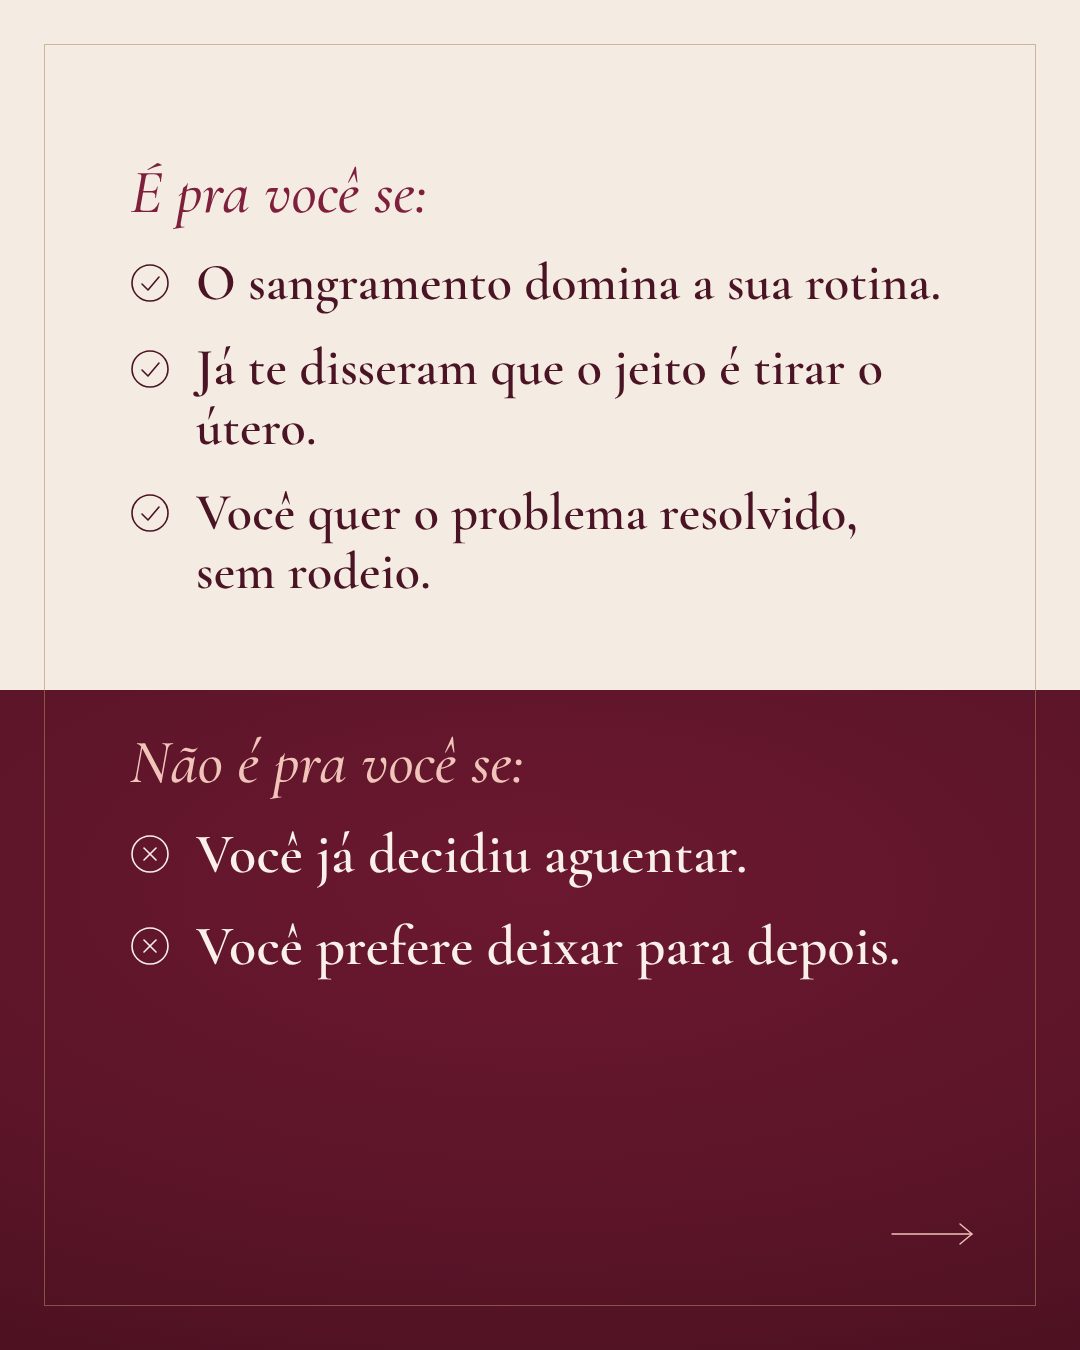 É pra você se:
O sangramento domina a sua rotina.
Já te disseram que o jeito é tirar o
útero.
Você quer o problema resolvido,
sem rodeio.
Não é pra você se:
Você já decidiu aguentar.
Você prefere deixar para depois.